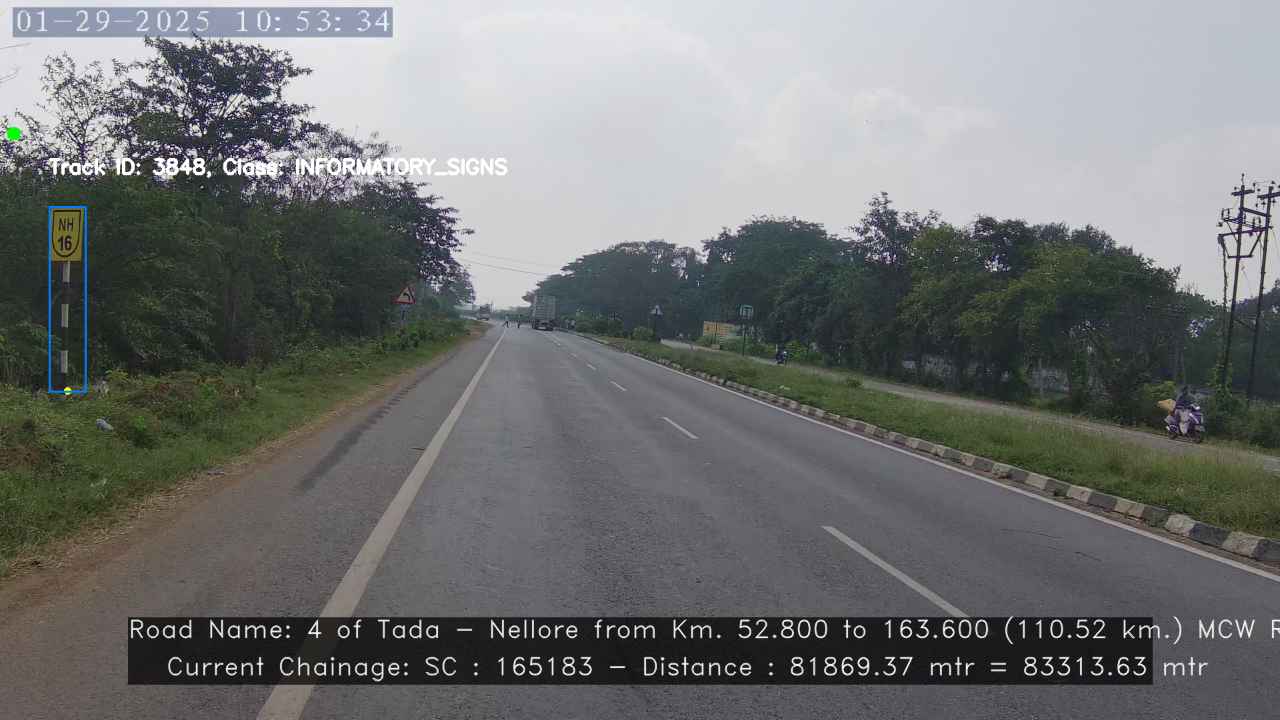 01-29-2025 10:53:34
Track ID: 3848, Class: INFORMATORY_SIGNS
NH
16
Road Name: 4 of Tada - Nellore from Km. 52.800 to 163.600 (110.52 km.) MCW R
Current Chainage: SC : 165183 - Distance : 81869.37 mtr = 83313.63 mtr